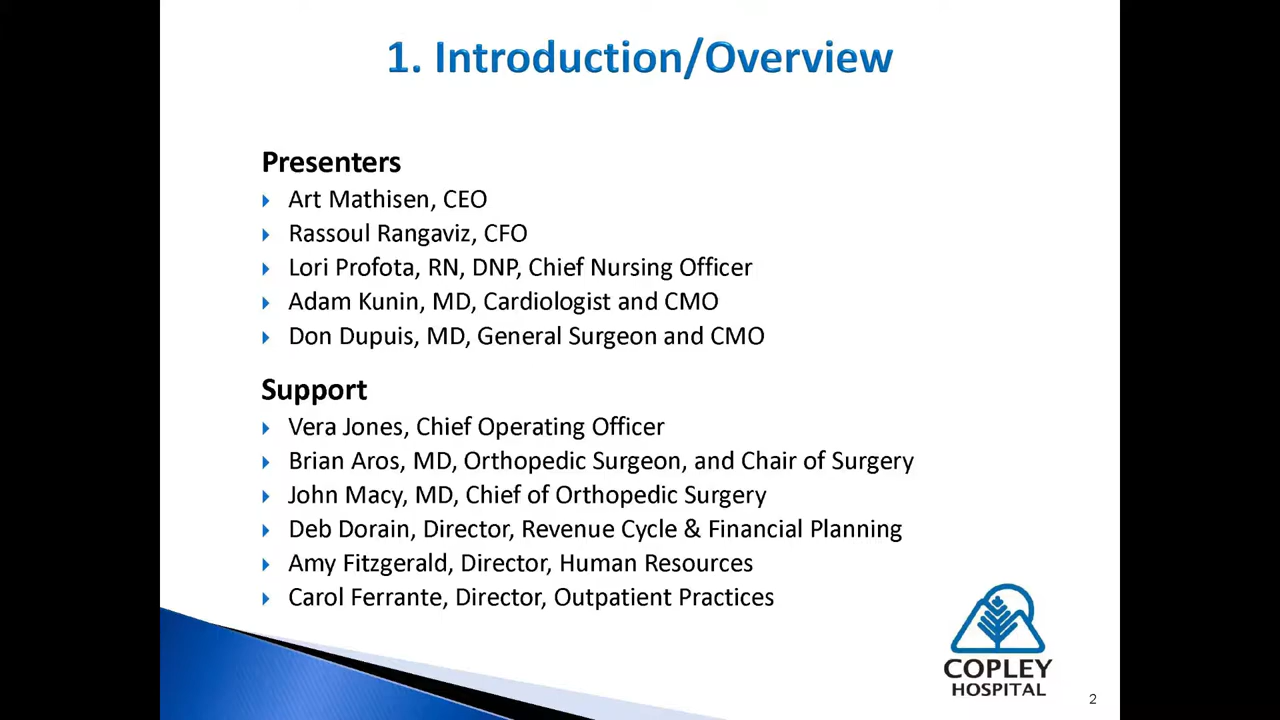 1. Introduction/Overview
Presenters
Art Mathisen, CEO
Rassoul Rangaviz, CFO
Lori Profota, RN, DNP, Chief Nursing Officer
Adam Kunin, MD, Cardiologist and CMO
Don Dupuis, MD, General Surgeon and CMO
Support
Vera Jones, Chief Operating Officer
Brian Aros, MD, Orthopedic Surgeon, and Chair of Surgery
John Macy, MD, Chief of Orthopedic Surgery
Deb Dorain, Director, Revenue Cycle & Financial Planning
Amy Fitzgerald, Director, Human Resources
Carol Ferrante, Director, Outpatient Practices
COPLEY
HOSPITAL
2